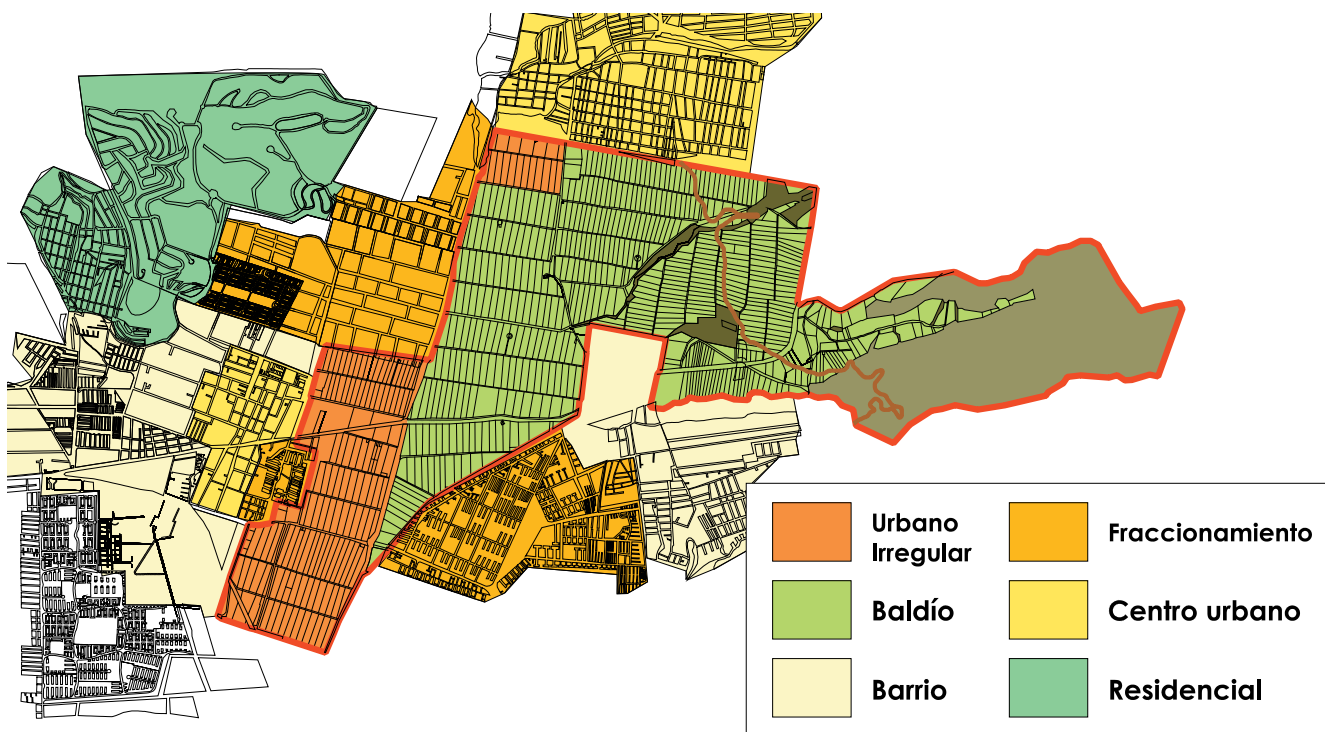 Urbano
Irregular
Baldío
Barrio
Fraccionamiento
Centro urbano
Residencial